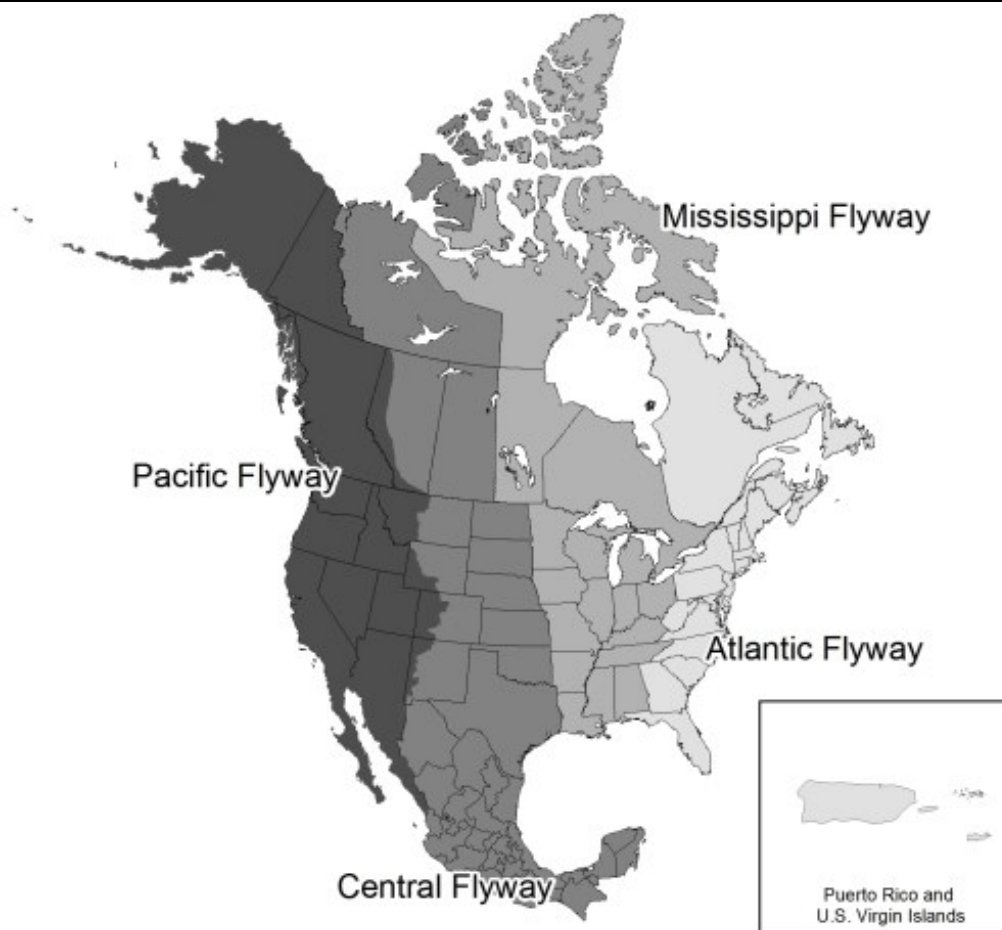 Mississippi Flyway
Pacific Flyway
Atlantic Flyway
Central Flyway
Puerto Rico and
U.S. Virgin Islands